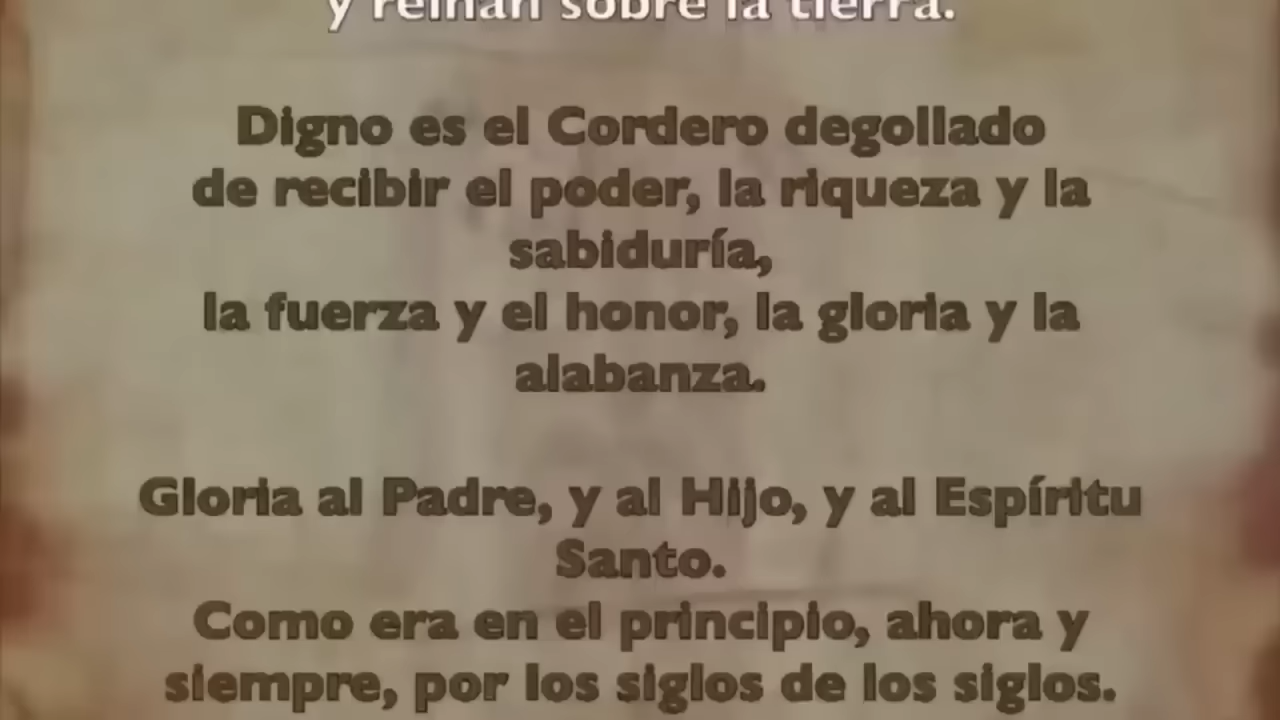 y reinan sobre la tierra.
Digno es el Cordero degollado
de recibir el poder, la riqueza y la
sabiduría,
la fuerza y el honor, la gloria y la
alabanza.
Gloria al Padre, y al Hijo, y al Espíritu
Santo.
Como era en el principio, ahora y
siempre, por los siglos de los siglos.